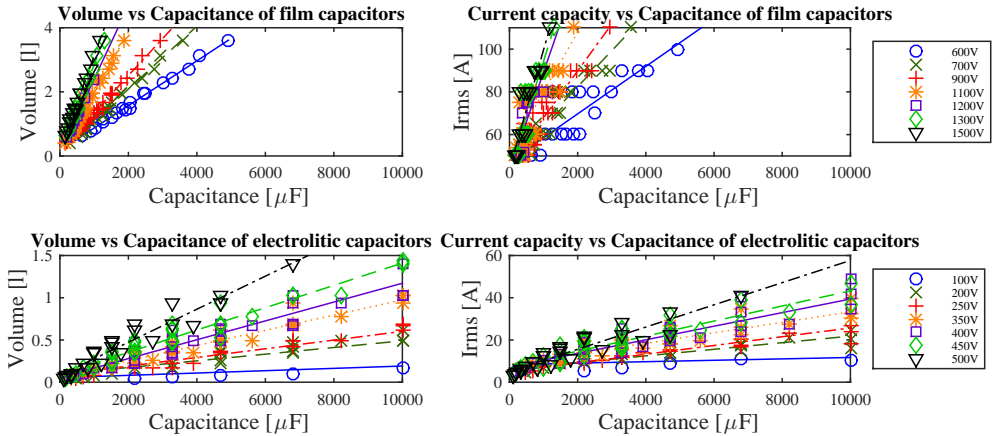 Volume vs Capacitance of film capacitors
Current capacity vs Capacitance of film capacitors
4
2
0
Volume [l]
0 2000 4000 6000 8000 10000
Capacitance [μF]
100
80
60
Irms [A]
0 2000 4000 6000 8000 10000
Capacitance [μF]
600V
700V
900V
1100V
1200V
1300V
1500V
Volume vs Capacitance of electrolitic capacitors
Current capacity vs Capacitance of electrolitic capacitors
1.5
1
0.5
0
Volume [l]
0 2000 4000 6000 8000 10000
Capacitance [μF]
60
40
20
0
Irms [A]
0 2000 4000 6000 8000 10000
Capacitance [μF]
100V
200V
250V
350V
400V
450V
500V